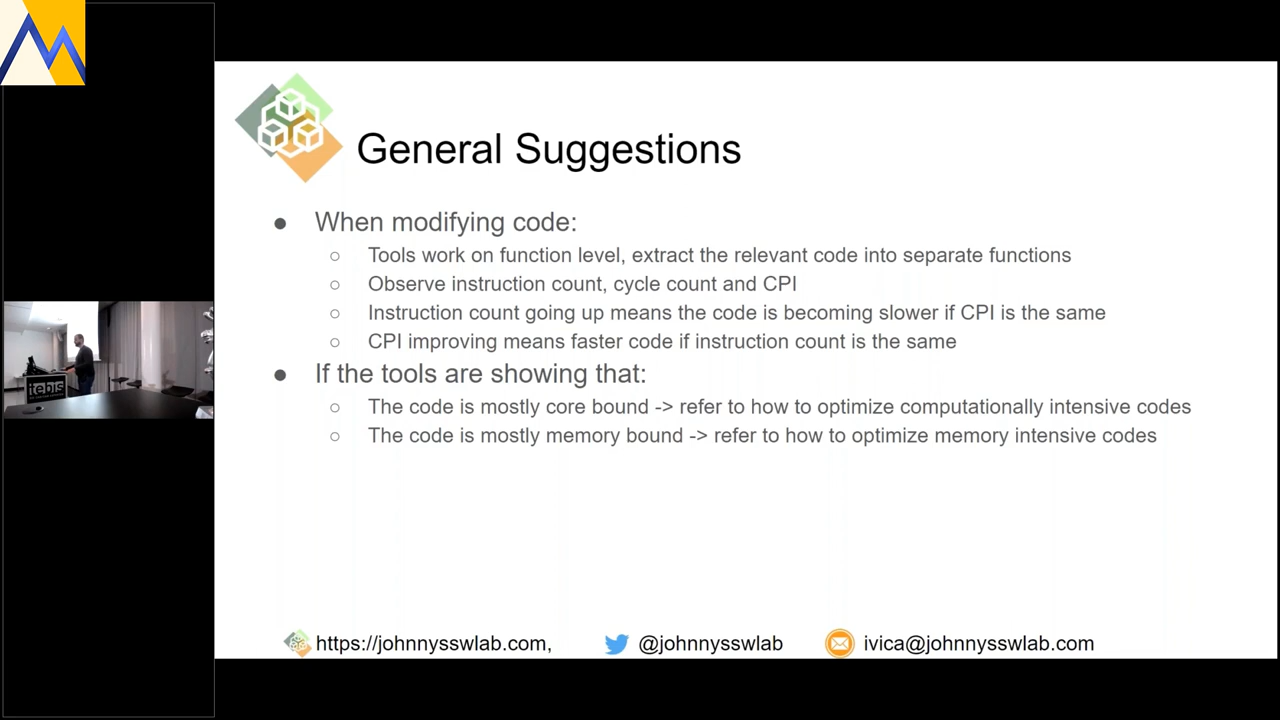 General Suggestions
● When modifying code:
○ Tools work on function level, extract the relevant code into separate functions
○ Observe instruction count, cycle count and CPI
○ Instruction count going up means the code is becoming slower if CPI is the same
○ CPI improving means faster code if instruction count is the same
● If the tools are showing that:
○ The code is mostly core bound -> refer to how to optimize computationally intensive codes
○ The code is mostly memory bound -> refer to how to optimize memory intensive codes
https://johnnysswlab.com, @johnnysswlab ivica@johnnysswlab.com
tebis